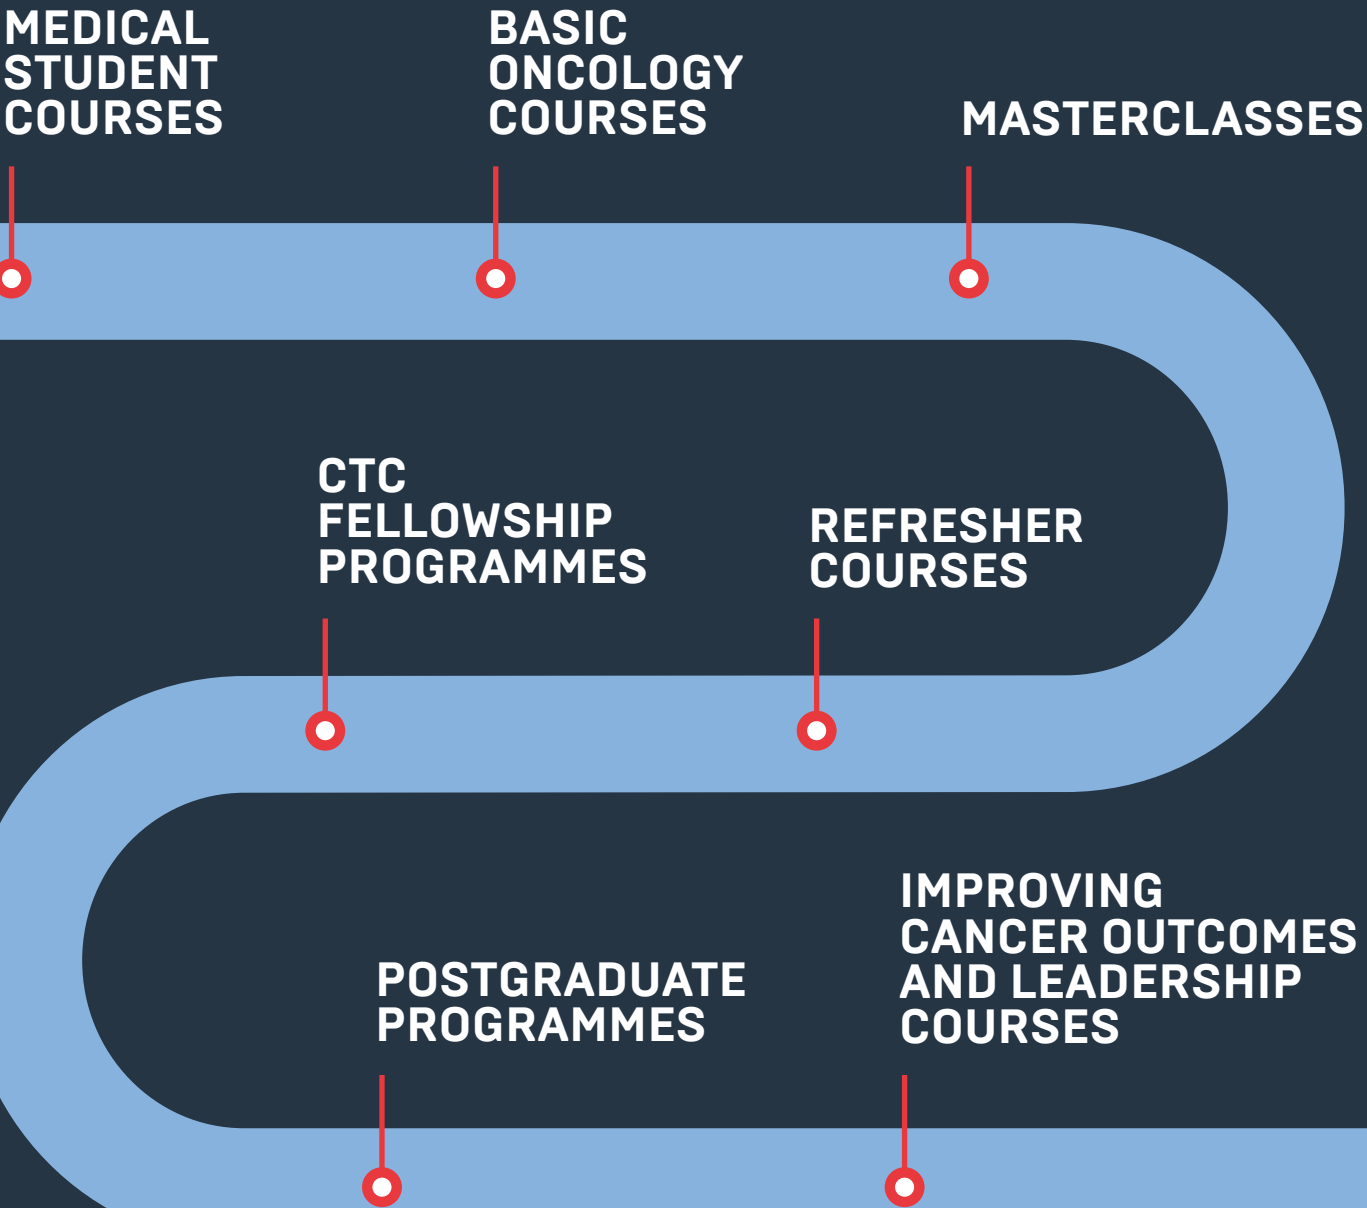 MEDICAL
STUDENT
COURSES
BASIC
ONCOLOGY
COURSES
MASTERCLASSES
CTC
FELLOWSHIP
PROGRAMMES
REFRESHER
COURSES
POSTGRADUATE
PROGRAMMES
IMPROVING
CANCER OUTCOMES
AND LEADERSHIP
COURSES